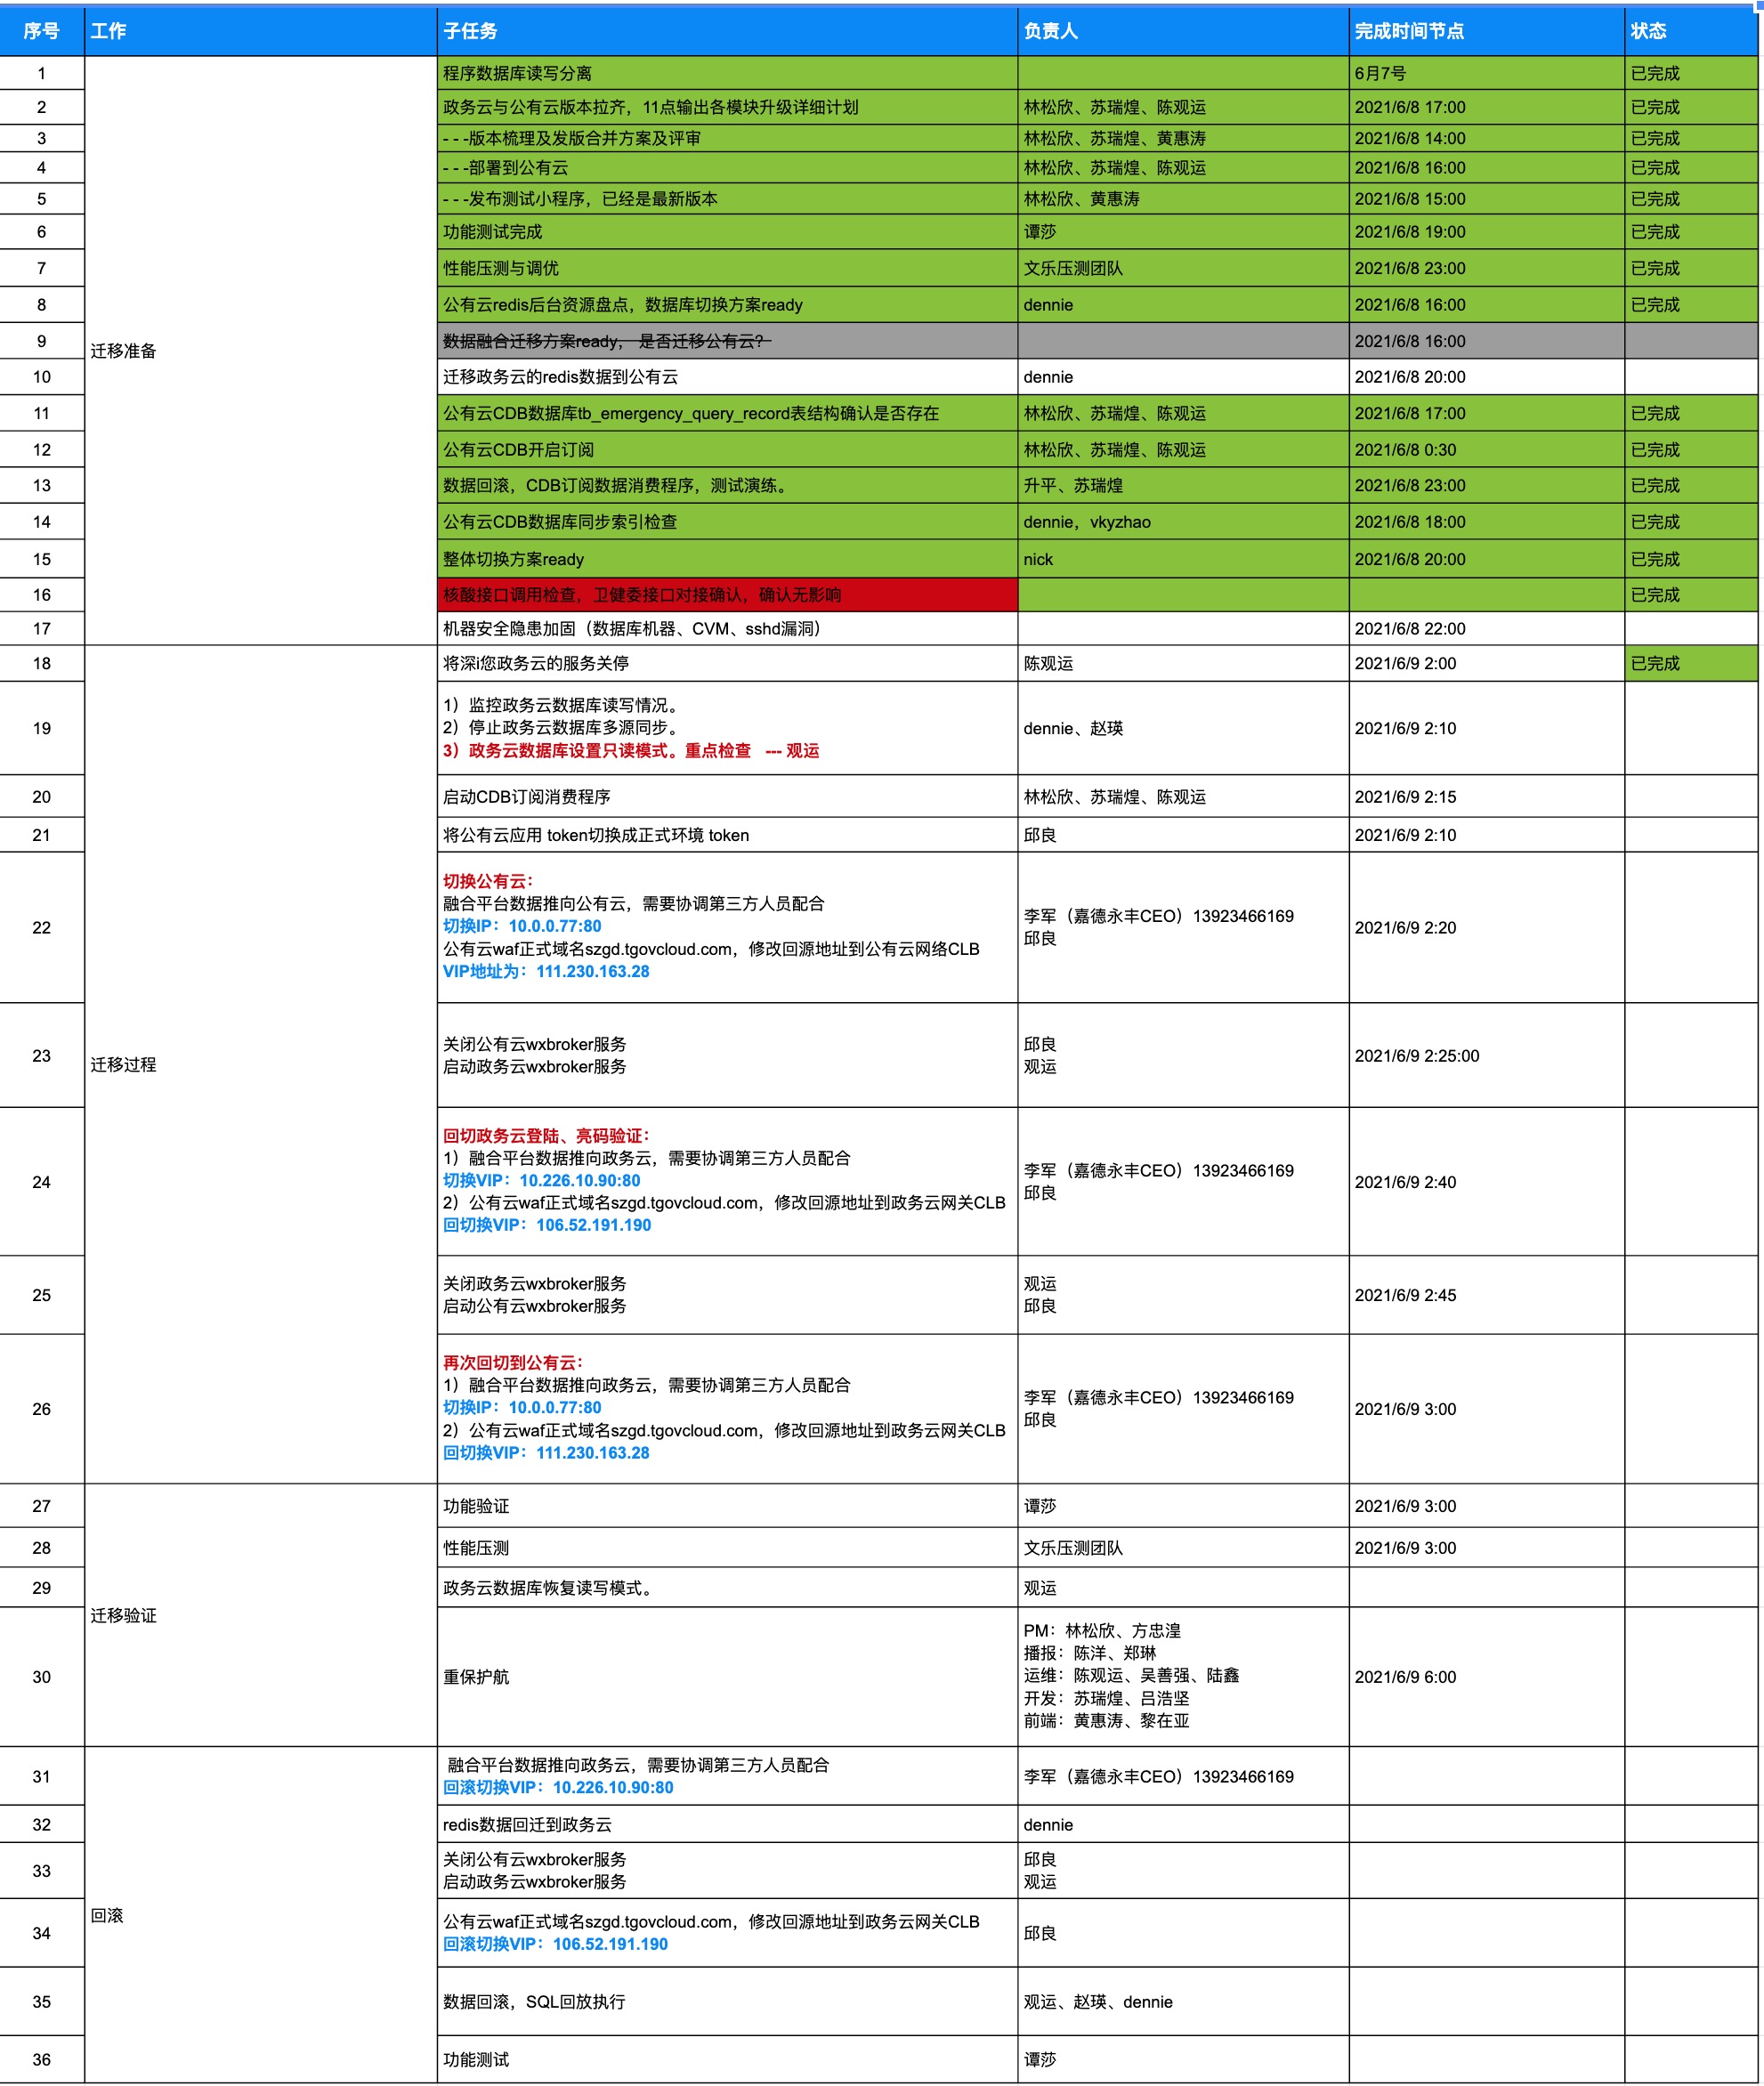 序号 工作 子任务 负责人 完成时间节点 状态
1 程序数据库读写分离 6月7号 已完成
2 政务云与公有云版本拉齐，11点输出各模块升级详细计划 林松欣、苏瑞煌、陈观运 2021/6/8 17:00 已完成
3 - - -版本梳理及发版合并方案及评审 林松欣、苏瑞煌、黄惠涛 2021/6/8 14:00 已完成
4 - - -部署到公有云 林松欣、苏瑞煌、陈观运 2021/6/8 16:00 已完成
5 - - -发布测试小程序，已经是最新版本 林松欣、黄惠涛 2021/6/8 15:00 已完成
6 功能测试完成 谭莎 2021/6/8 19:00 已完成
7 性能压测与调优 文乐压测团队 2021/6/8 23:00 已完成
8 公有云redis后台资源盘点，数据库切换方案ready dennie 2021/6/8 16:00 已完成
9 数据融合迁移方案ready， 是否迁移公有云？ 2021/6/8 16:00
迁移准备
10 迁移政务云的redis数据到公有云 dennie 2021/6/8 20:00
11 公有云CDB数据库tb_emergency_query_record表结构确认是否存在 林松欣、苏瑞煌、陈观运 2021/6/8 17:00 已完成
12 公有云CDB开启订阅 林松欣、苏瑞煌、陈观运 2021/6/8 0:30 已完成
13 数据回滚，CDB订阅数据消费程序，测试演练。 升平、苏瑞煌 2021/6/8 23:00 已完成
14 公有云CDB数据库同步索引检查 dennie，vkyzhao 2021/6/8 18:00 已完成
15 整体切换方案ready nick 2021/6/8 20:00 已完成
16 核酸接口调用检查，卫健委接口对接确认，确认无影响 已完成
17 机器安全隐患加固（数据库机器、CVM、sshd漏洞） 2021/6/8 22:00
18 将深i您政务云的服务关停 陈观运 2021/6/9 2:00 已完成
1）监控政务云数据库读写情况。
19 2）停止政务云数据库多源同步。 dennie、赵瑛 2021/6/9 2:10
3）政务云数据库设置只读模式。重点检查 --- 观运
20 启动CDB订阅消费程序 林松欣、苏瑞煌、陈观运 2021/6/9 2:15
21 将公有云应用 token切换成正式环境 token 邱良 2021/6/9 2:10
切换公有云：
融合平台数据推向公有云，需要协调第三方人员配合
李军（嘉德永丰CEO）13923466169
22 切换IP：10.0.0.77:80 2021/6/9 2:20
邱良
公有云waf正式域名szgd.tgovcloud.com，修改回源地址到公有云网络CLB
VIP地址为：111.230.163.28
23 关闭公有云wxbroker服务 邱良 2021/6/9 2:25:00
启动政务云wxbroker服务 观运
迁移过程
回切政务云登陆、亮码验证：
1）融合平台数据推向政务云，需要协调第三方人员配合
李军（嘉德永丰CEO）13923466169
24 切换VIP：10.226.10.90:80 2021/6/9 2:40
邱良
2）公有云waf正式域名szgd.tgovcloud.com，修改回源地址到政务云网关CLB
回切换VIP：106.52.191.190
25 关闭政务云wxbroker服务 观运 2021/6/9 2:45
启动公有云wxbroker服务 邱良
再次回切到公有云：
1）融合平台数据推向政务云，需要协调第三方人员配合
李军（嘉德永丰CEO）13923466169
26 切换IP：10.0.0.77:80 2021/6/9 3:00
邱良
2）公有云waf正式域名szgd.tgovcloud.com，修改回源地址到政务云网关CLB
回切换VIP：111.230.163.28
27 功能验证 谭莎 2021/6/9 3:00
28 性能压测 文乐压测团队 2021/6/9 3:00
29 政务云数据库恢复读写模式。 观运
迁移验证
PM：林松欣、方忠湟
播报：陈洋、郑琳
30 重保护航 运维：陈观运、吴善强、陆鑫 2021/6/9 6:00
开发：苏瑞煌、吕浩坚
前端：黄惠涛、黎在亚
31 融合平台数据推向政务云，需要协调第三方人员配合 李军（嘉德永丰CEO）13923466169
回滚切换VIP：10.226.10.90:80
32 redis数据回迁到政务云 dennie
33 关闭公有云wxbroker服务 邱良
启动政务云wxbroker服务 观运
回滚
34 公有云waf正式域名szgd.tgovcloud.com，修改回源地址到政务云网关CLB 邱良
回滚切换VIP：106.52.191.190
35 数据回滚，SQL回放执行 观运、赵瑛、dennie
36 功能测试 谭莎